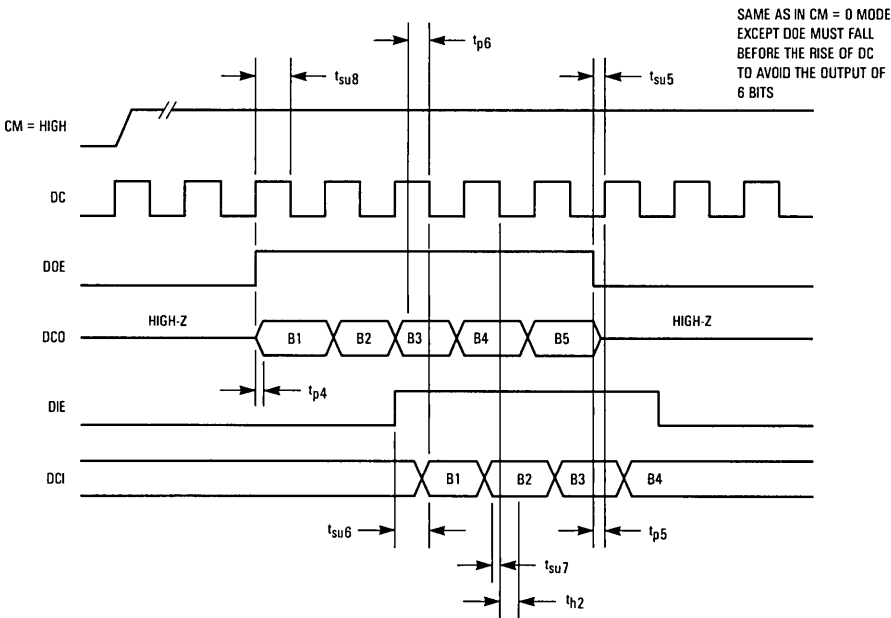 SAME AS IN CM = 0 MODE
EXCEPT DOE MUST FALL
BEFORE THE RISE OF DC
TO AVOID THE OUTPUT OF
6 BITS
tp6
tsu8
tsu5
CM = HIGH
DC
DOE
HIGH-Z
HIGH-Z
DCO
B1
B2
B3
B4
B5
tp4
DIE
DCI
B1
B2
B3
B4
tsu6
tp5
tsu7
th2